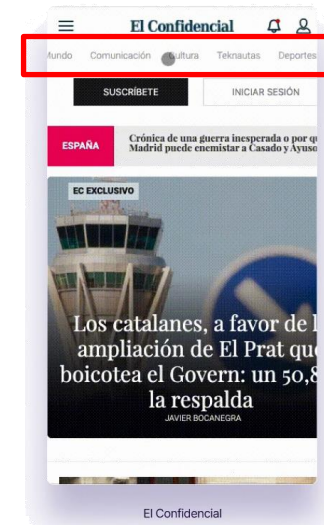 El Confidencial
Mundo Comunicación Cultura Teknautas Deportes
SUSCRÍBETE INICIAR SESIÓN
ESPAÑA
Crónica de una guerra inesperada o por qu
Madrid puede enemistar a Casado y Ayuso
EC EXCLUSIVO
Los catalanes, a favor de l
ampliación de El Prat que
boicotea el Govern: un 50,8
la respalda
JAVIER BOCANEGRA
El Confidencial